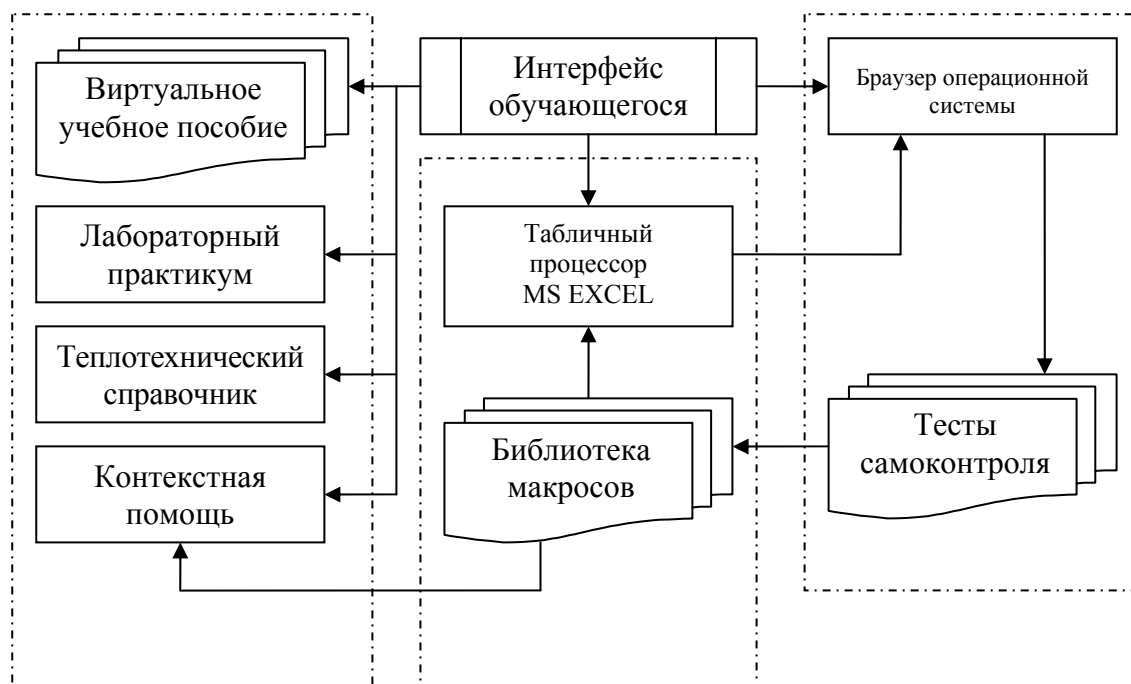 Виртуальное
учебное пособие
Интерфейс
обучающегося
Браузер операционной
системы
Лабораторный
практикум
Табличный
процессор
MS EXCEL
Теплотехнический
справочник
Контекстная
помощь
Библиотека
макросов
Тесты
самоконтроля